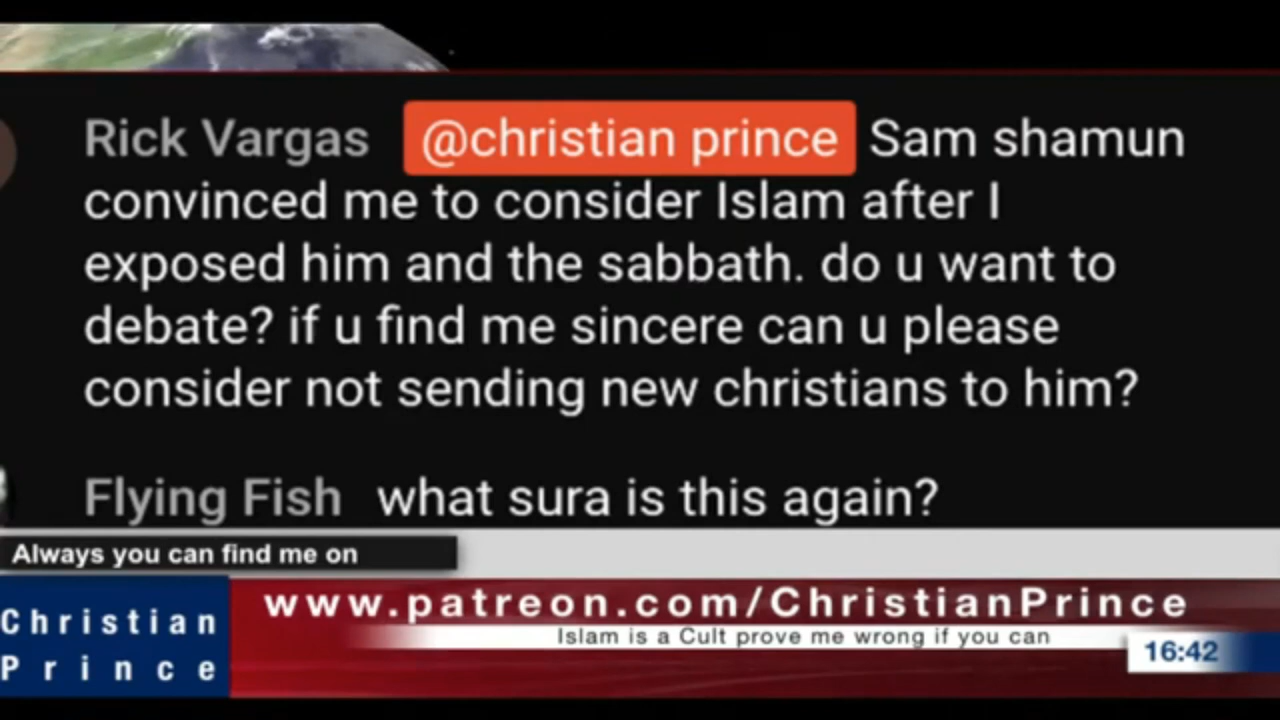 Rick Vargas @christian prince Sam shamun
convinced me to consider Islam after I
exposed him and the sabbath. do u want to
debate? if u find me sincere can u please
consider not sending new christians to him?
Flying Fish what sura is this again?
Always you can find me on
www.patreon.com/ChristianPrince
Christian
Prince
Islam is a Cult prove me wrong if you can
16:42